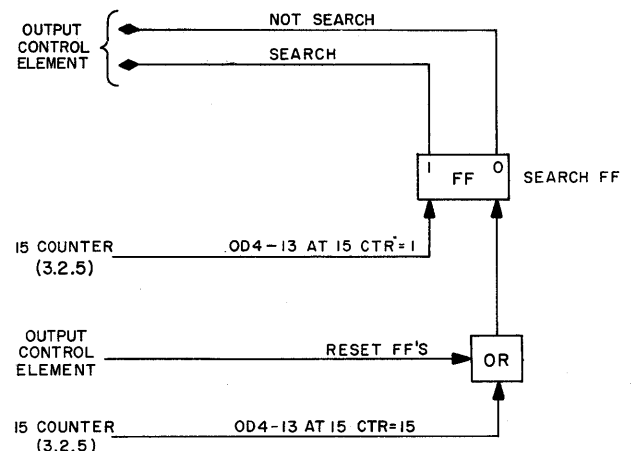 NOT SEARCH
OUTPUT
CONTROL
ELEMENT
SEARCH
1 FF 0
SEARCH FF
15 COUNTER
(3.2.5)
OD4-13 AT 15 CTR=1
OUTPUT
CONTROL
ELEMENT
RESET FF'S
OR
15 COUNTER
(3.2.5)
OD4-13 AT 15 CTR=15